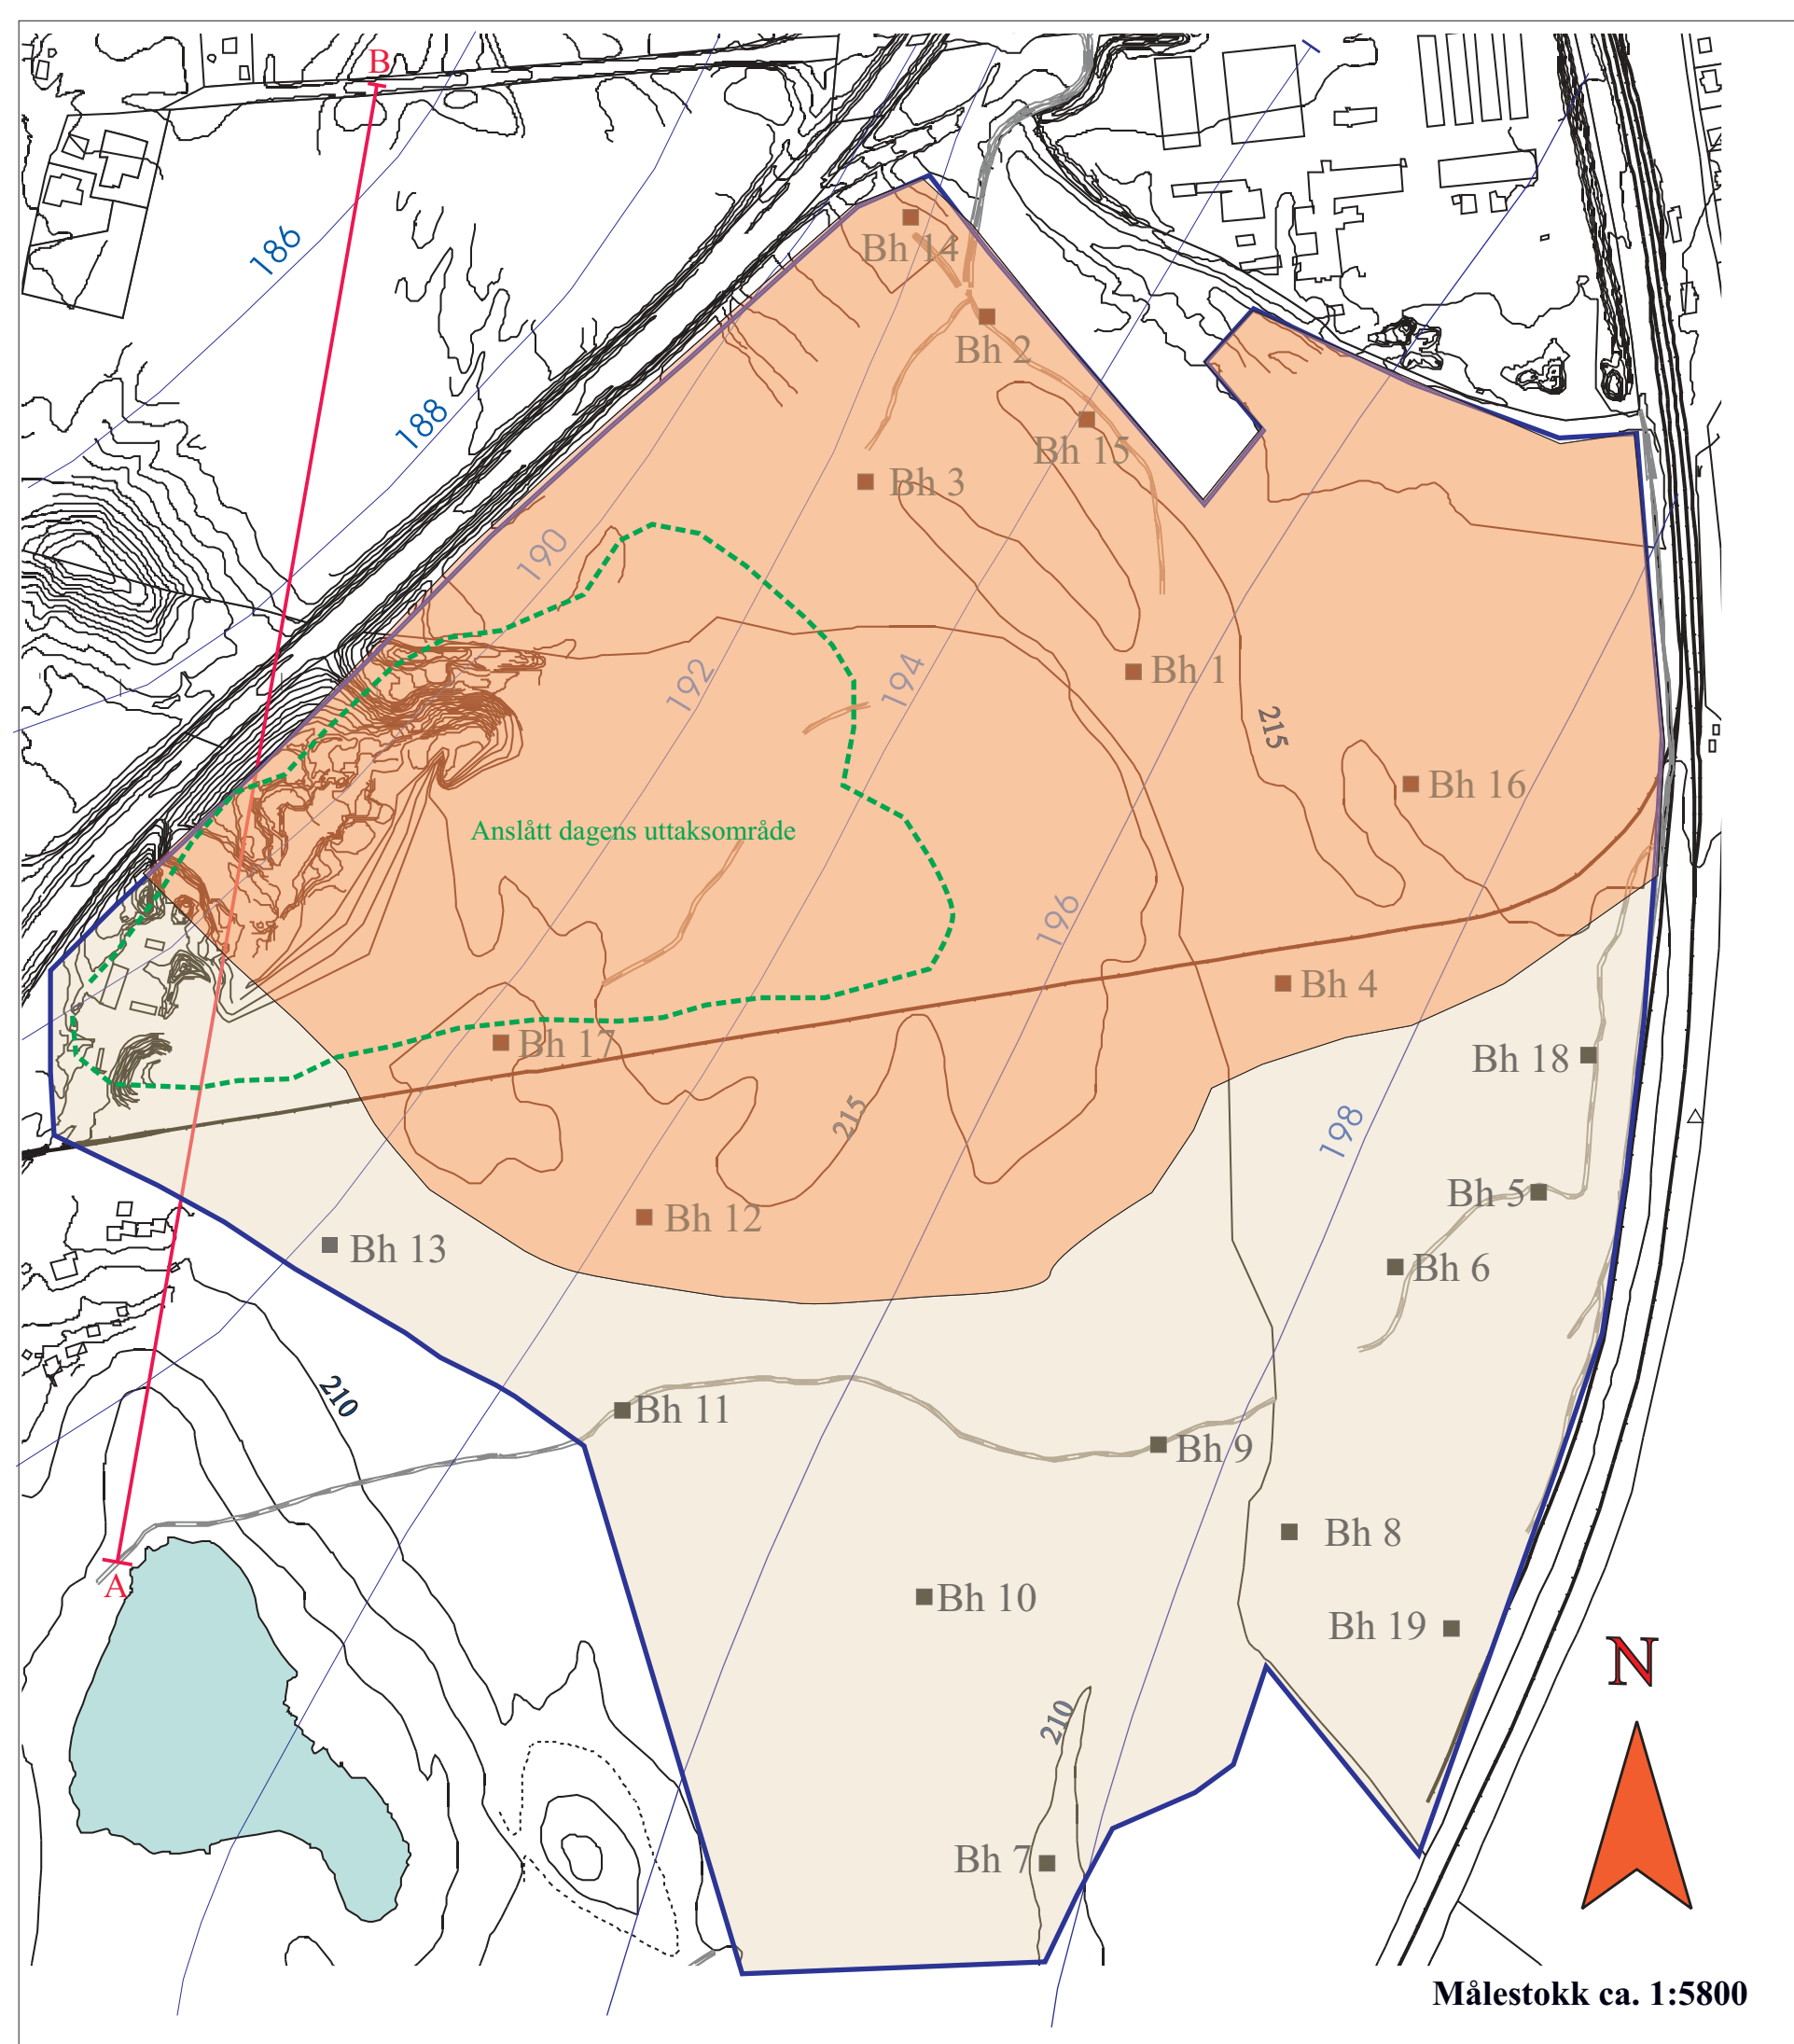 B
186
Bh 14
Bh 2
188
Bh 15
Bh 3
190
192
194
Bh 1
215
Bh 16
Anslått dagens uttaksområde
196
Bh 4
Bh 17
Bh 18
215
198
Bh 5
Bh 12
Bh 13
Bh 6
210
Bh 11
Bh 9
Bh 8
A
Bh 10
Bh 19
N
210
Bh 7
Målestokk ca. 1:5800